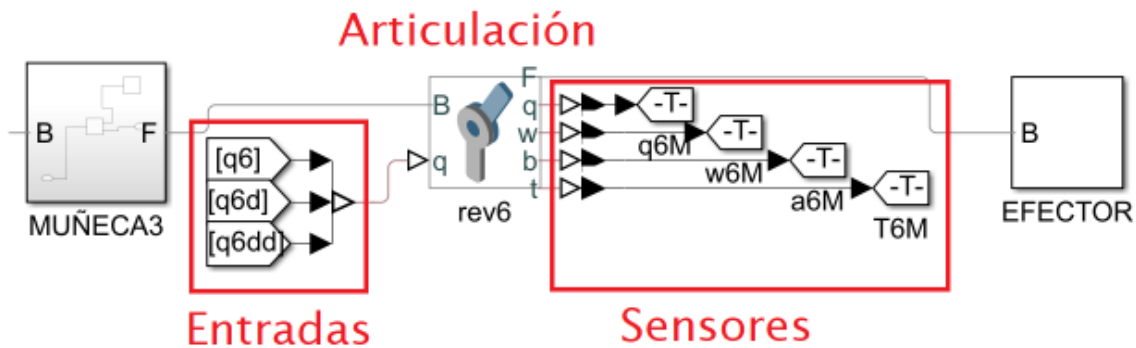 Articulación
B F
MUÑECA3
[q6]
[q6d]
[q6dd]
B F
q q
w
b
t
rev6
-T-
q6M
-T-
w6M
-T-
a6M
-T-
T6M
B
EFECTOR
Entradas
Sensores